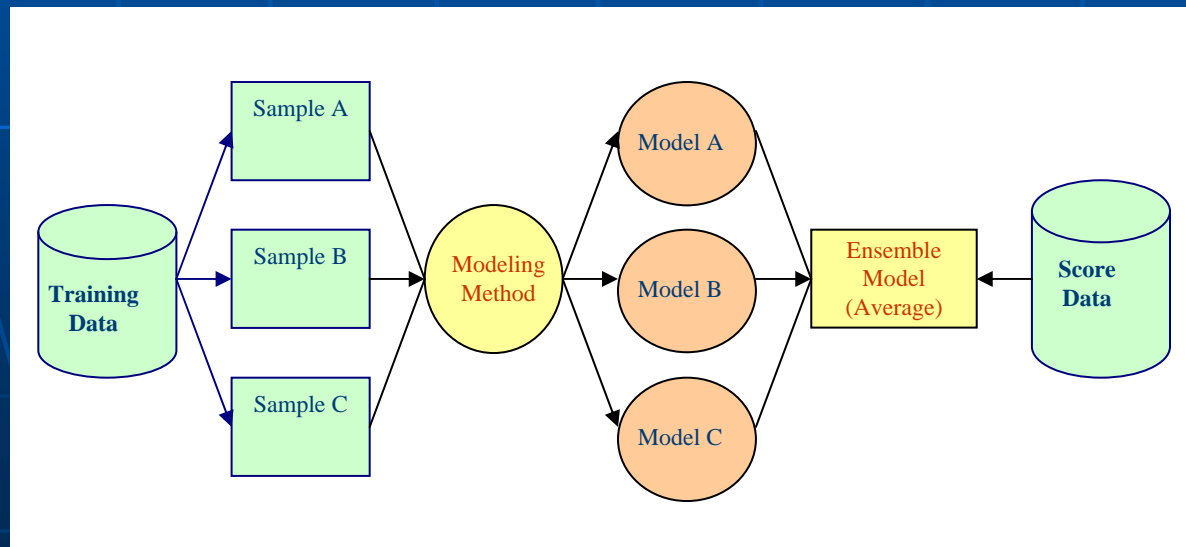 Training
Data
Sample A
Sample B
Sample C
Modeling
Method
Model A
Model B
Model C
Ensemble
Model
(Average)
Score
Data